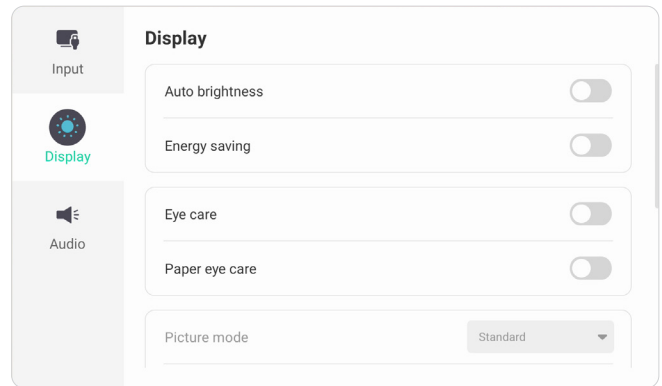 Input
Display
Audio
Display
Auto brightness
Energy saving
Eye care
Paper eye care
Picture mode
Standard